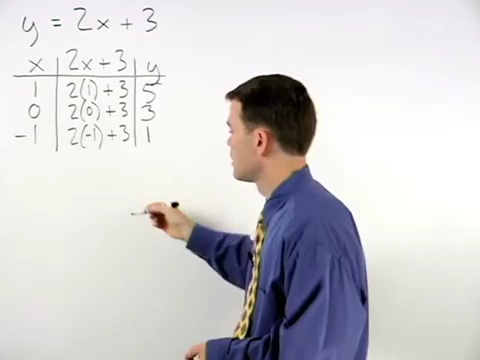 y = 2x + 3
x 2x + 3 y
1 2(1) + 3 5
0 2(0) + 3 3
-1 2(-1) + 3 1